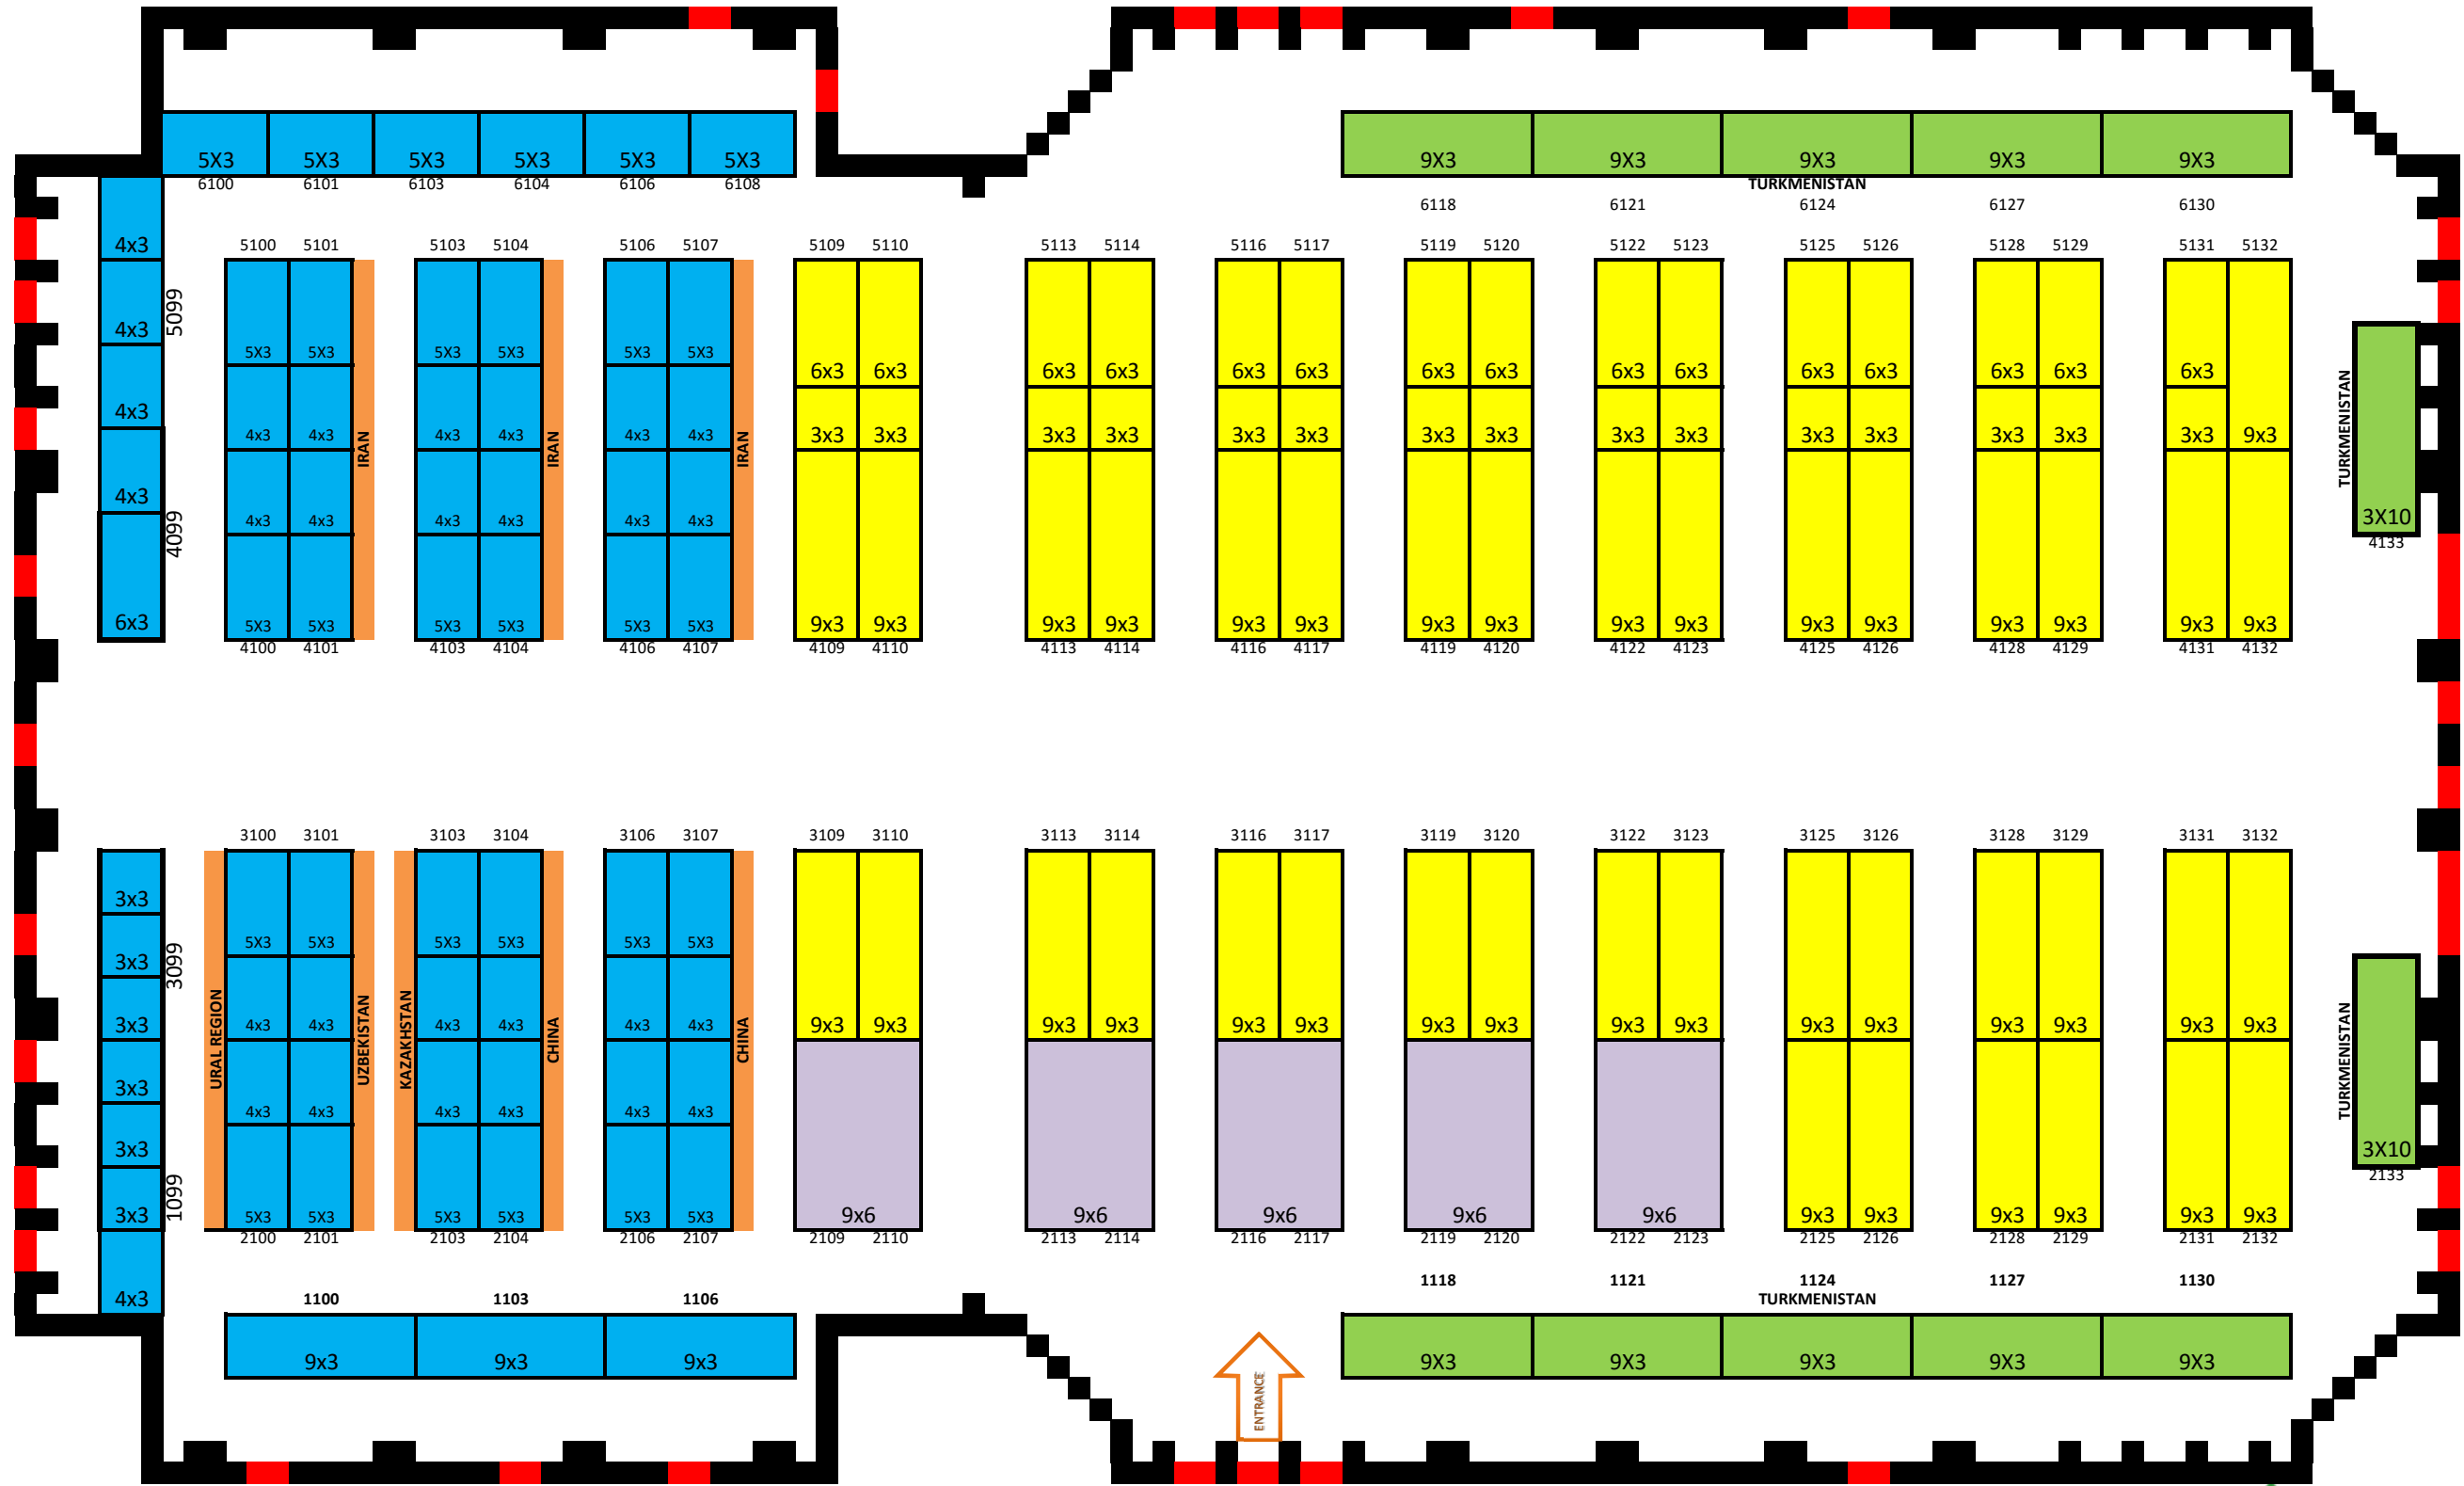 5X3 5X3 5X3 5X3 5X3 5X3 9X3 9X3 9X3 9X3 9X3
6100 6101 6103 6104 6106 6108 TURKMENISTAN
6118 6121 6124 6127 6130
4x3 5100 5101 5103 5104 5106 5107 5109 5110 5113 5114 5116 5117 5119 5120 5122 5123 5125 5126 5128 5129 5131 5132
5099
4x3 5X3 5X3 5X3 5X3 5X3 5X3
6x3 6x3 6x3 6x3 6x3 6x3 6x3 6x3 6x3 6x3 6x3 6x3 6x3 6x3 6x3
4x3
4x3 4x3 4x3 4x3 4x3 4x3 3x3 3x3 3x3 3x3 3x3 3x3 3x3 3x3 3x3 3x3 3x3 3x3 3x3 3x3 3x3 9x3
IRAN IRAN IRAN TURKMENISTAN
4x3
4099
4x3 4x3 4x3 4x3 4x3 4x3 3X10
4133
6x3 5X3 5X3 5X3 5X3 5X3 5X3 9x3 9x3 9x3 9x3 9x3 9x3 9x3 9x3 9x3 9x3 9x3 9x3 9x3 9x3 9x3 9x3
4100 4101 4103 4104 4106 4107 4109 4110 4113 4114 4116 4117 4119 4120 4122 4123 4125 4126 4128 4129 4131 4132
3100 3101 3103 3104 3106 3107 3109 3110 3113 3114 3116 3117 3119 3120 3122 3123 3125 3126 3128 3129 3131 3132
3x3
3x3 5X3 5X3 5X3 5X3 5X3 5X3
3099
3x3 4x3 4x3 4x3 4x3 4x3 4x3 9x3 9x3 9x3 9x3 9x3 9x3 9x3 9x3 9x3 9x3 9x3 9x3 9x3 9x3 9x3 9x3
URAL REGION UZBEKISTAN KAZAKHSTAN CHINA CHINA TURKMENISTAN
3x3
4x3 4x3 4x3 4x3 4x3 4x3
3x3 3X10
2133
1099
3x3 5X3 5X3 5X3 5X3 5X3 5X3 9x6 9x6 9x6 9x6 9x6 9x3 9x3 9x3 9x3 9x3 9x3
2100 2101 2103 2104 2106 2107 2109 2110 2113 2114 2116 2117 2119 2120 2122 2123 2125 2126 2128 2129 2131 2132
1118 1121 1124 1127 1130
4x3 1100 1103 1106 TURKMENISTAN
9x3 9x3 9x3 9X3 9X3 9X3 9X3 9X3
ENTRANCE